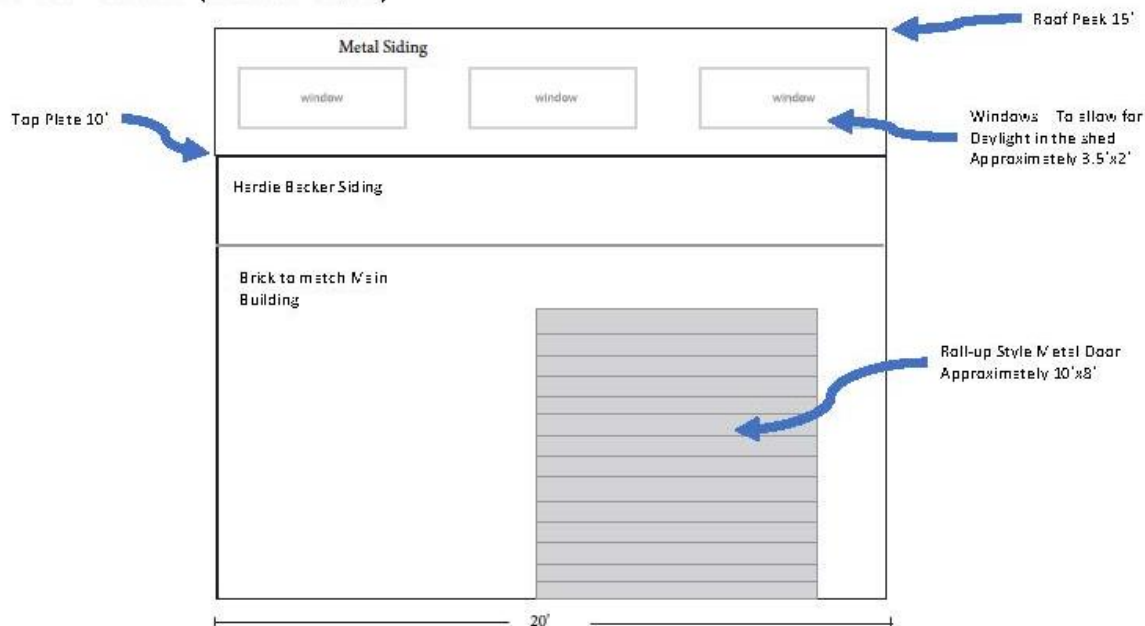 Roof Peak 15'
Metal Siding
window
window
window
Top Plate 10'
Windows To allow for
Daylight in the shed
Approximately 3.5'x2'
Hardie Backer Siding
Brick to match Main
Building
Roll-up Style Metal Door
Approximately 10'x8'
20'